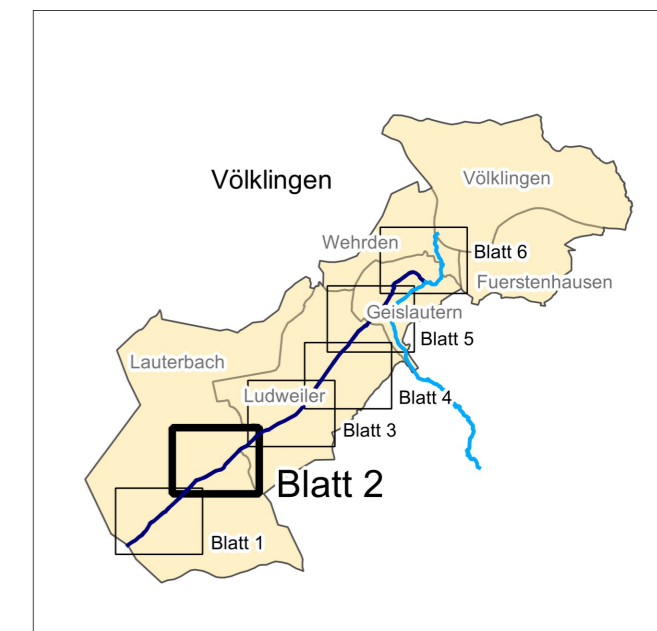 Völklingen
Völklingen
Wehrden
Blatt 6
Fuerstenhausen
Geislautern
Blatt 5
Lauterbach
Ludweiler
Blatt 4
Blatt 3
Blatt 2
Blatt 1